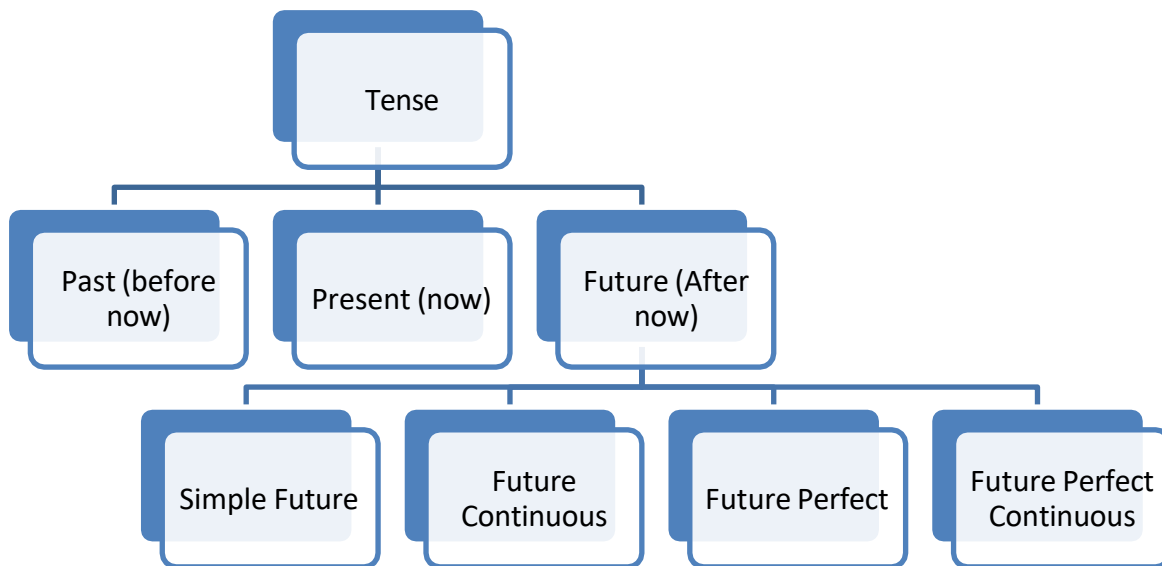 Tense
Past (before
now)
Present (now)
Future (After
now)
Simple Future
Future
Continuous
Future Perfect
Future Perfect
Continuous